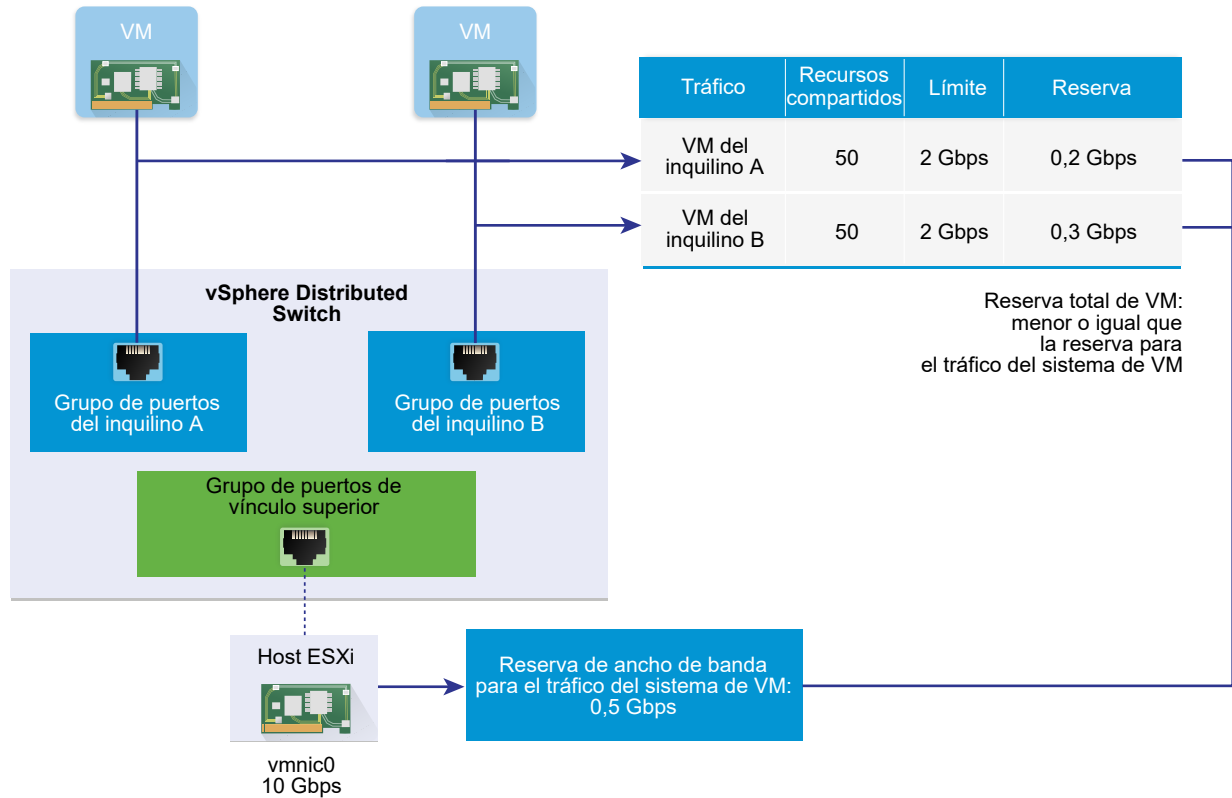 VM
VM
Tráfico
Recursos
compartidos
Límite
Reserva
VM del
inquilino A
50
2 Gbps
0,2 Gbps
VM del
inquilino B
50
2 Gbps
0,3 Gbps
Reserva total de VM:
menor o igual que
la reserva para
el tráfico del sistema de VM
vSphere Distributed
Switch
Grupo de puertos
del inquilino A
Grupo de puertos
del inquilino B
Grupo de puertos de
vínculo superior
Host ESXi
vmnic0
10 Gbps
Reserva de ancho de banda
para el tráfico del sistema de VM:
0,5 Gbps